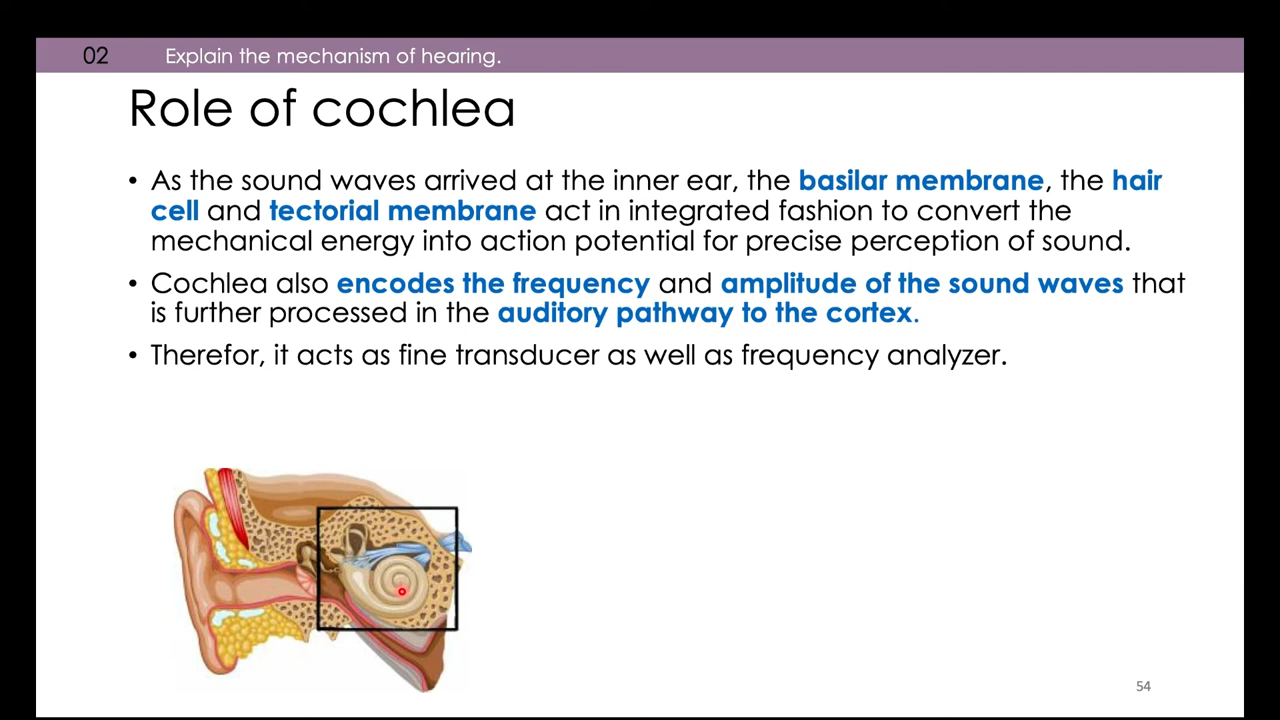 02 Explain the mechanism of hearing.
Role of cochlea
• As the sound waves arrived at the inner ear, the basilar membrane, the hair
cell and tectorial membrane act in integrated fashion to convert the
mechanical energy into action potential for precise perception of sound.
• Cochlea also encodes the frequency and amplitude of the sound waves that
is further processed in the auditory pathway to the cortex.
• Therefor, it acts as fine transducer as well as frequency analyzer.
54